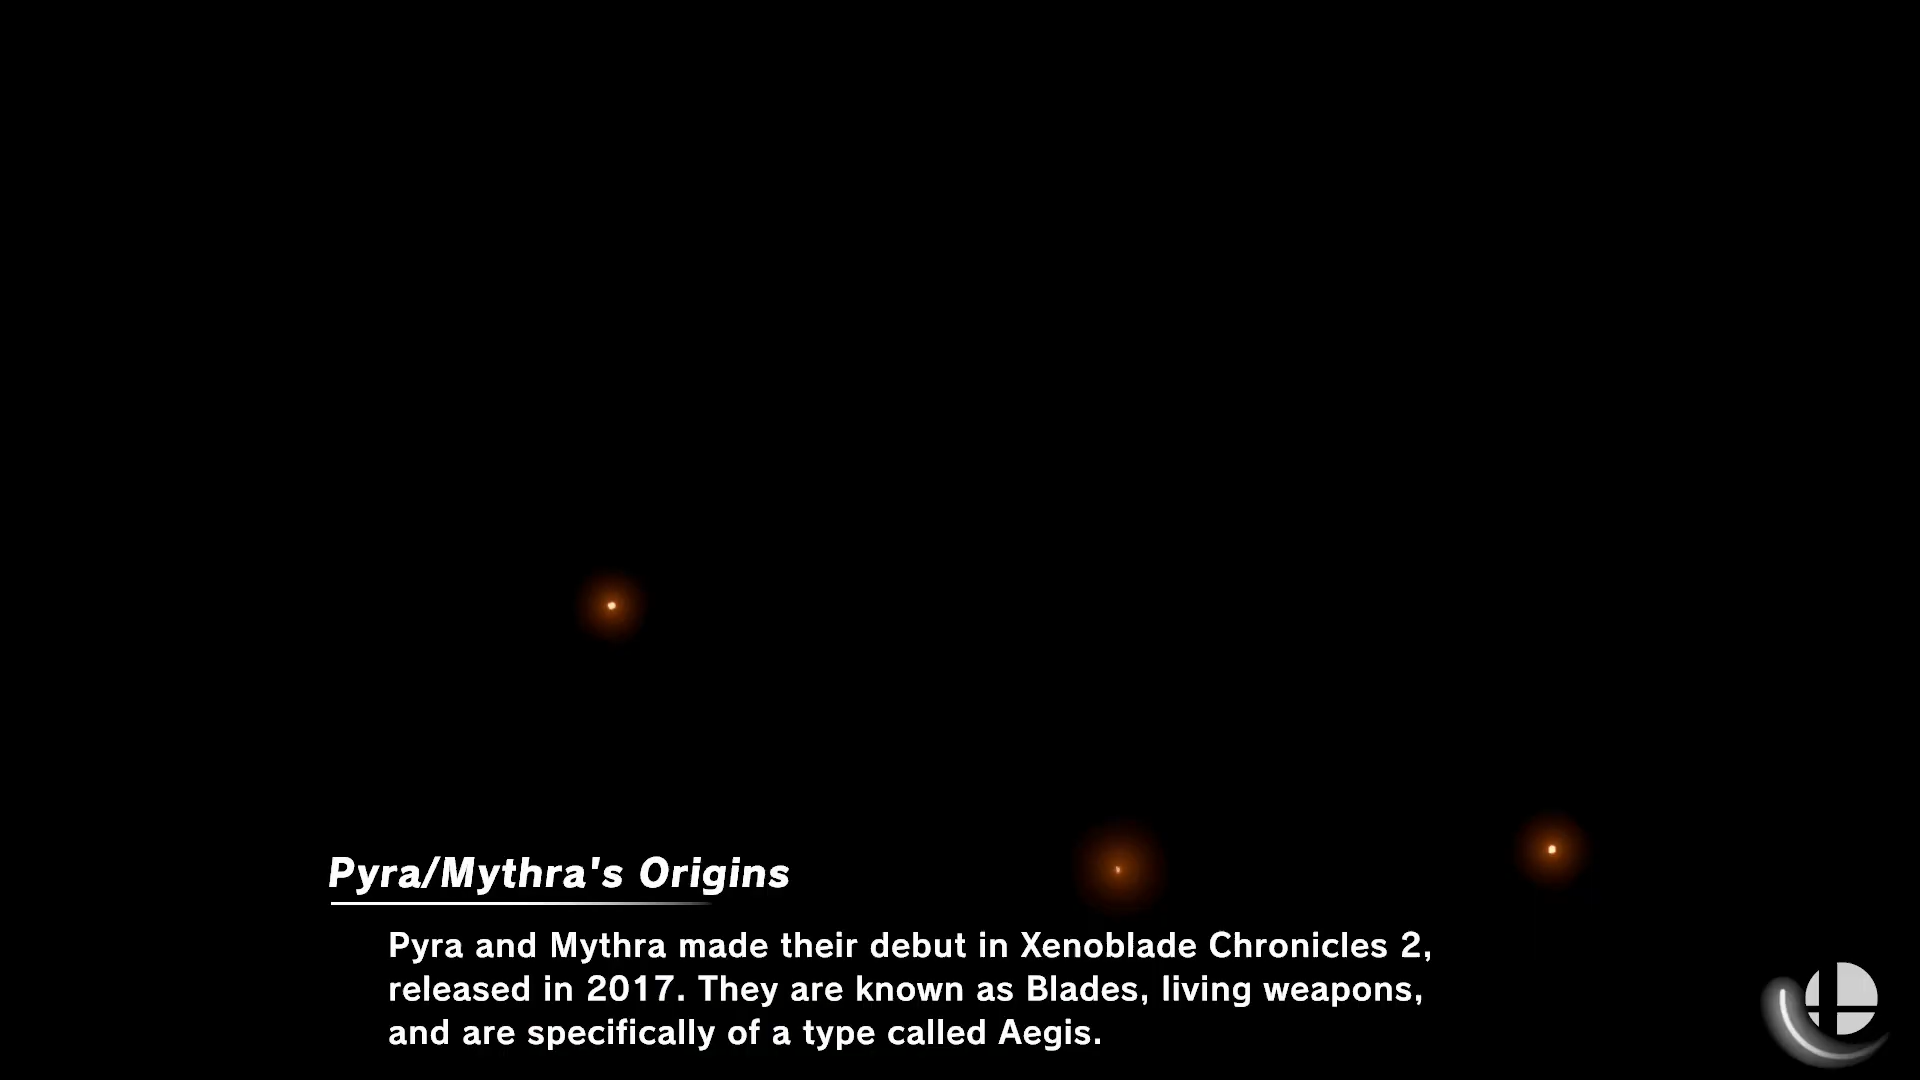 Pyra/Mythra's Origins
Pyra and Mythra made their debut in Xenoblade Chronicles 2,
released in 2017. They are known as Blades, living weapons,
and are specifically of a type called Aegis.